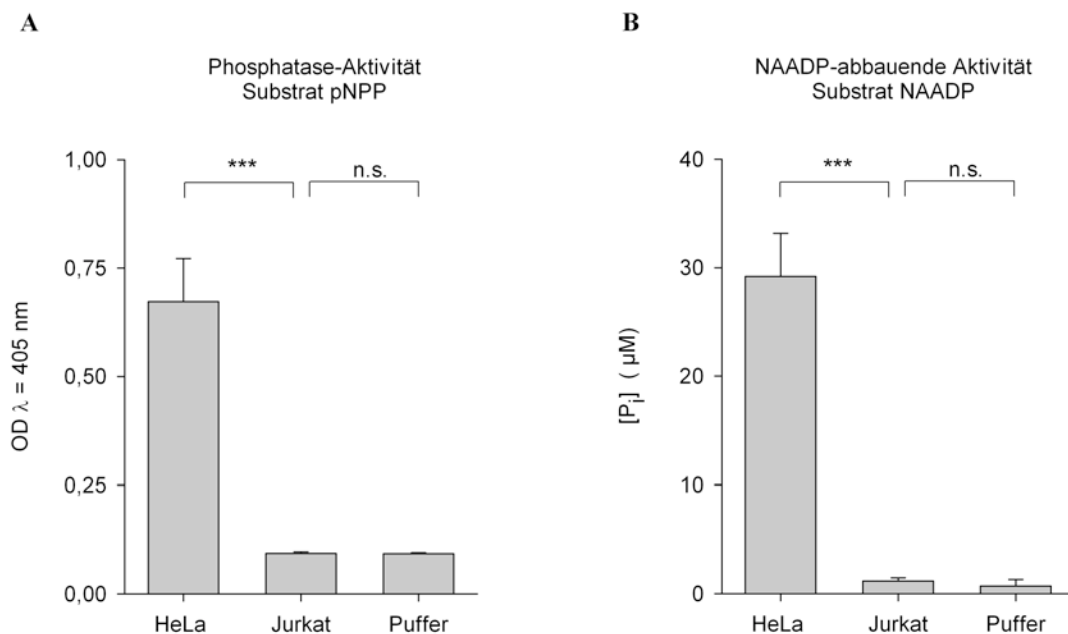 A
Phosphatase-Aktivität
Substrat pNPP
OD λ = 405 nm
1,00
0,75
0,50
0,25
0,00
***
n.s.
HeLa Jurkat Puffer
B
NAADP-abbauende Aktivität
Substrat NAADP
[Pi] ( µM)
40
30
20
10
0
***
n.s.
HeLa Jurkat Puffer